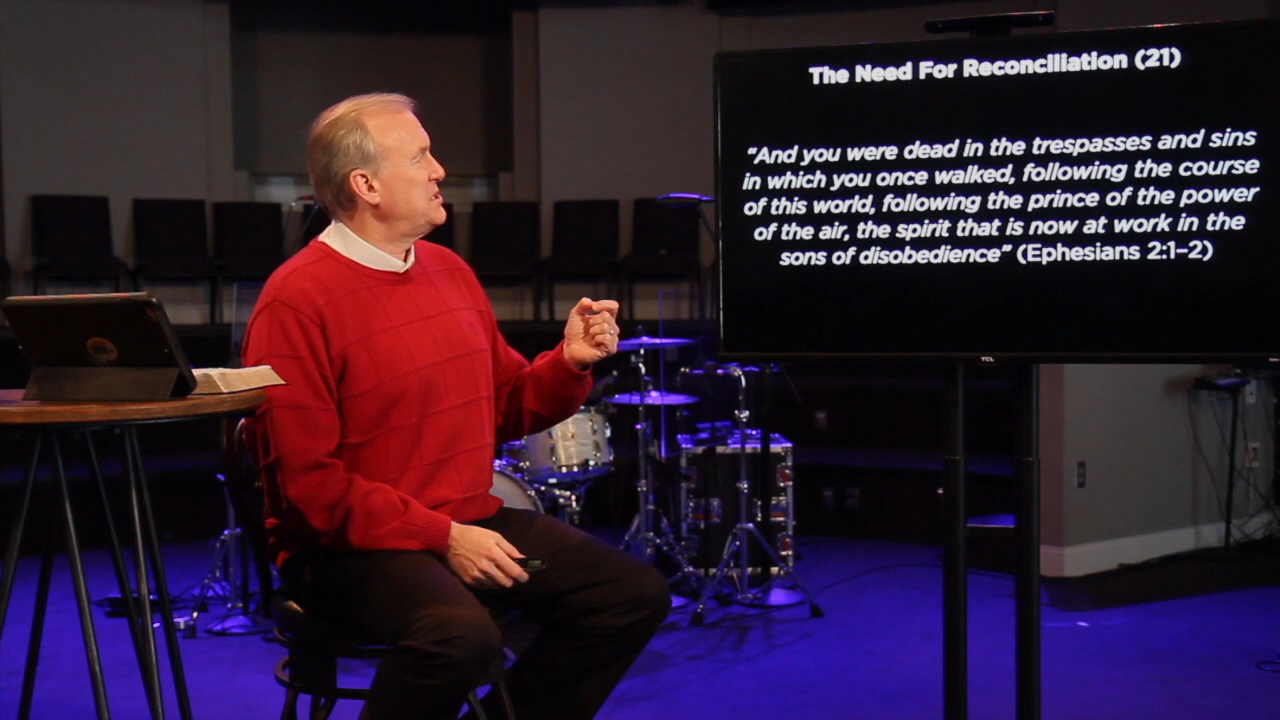 The Need For Reconciliation (21)
“And you were dead in the trespasses and sins
in which you once walked, following the course
of this world, following the prince of the power
of the air, the spirit that is now at work in the
sons of disobedience” (Ephesians 2:1–2)
TCL